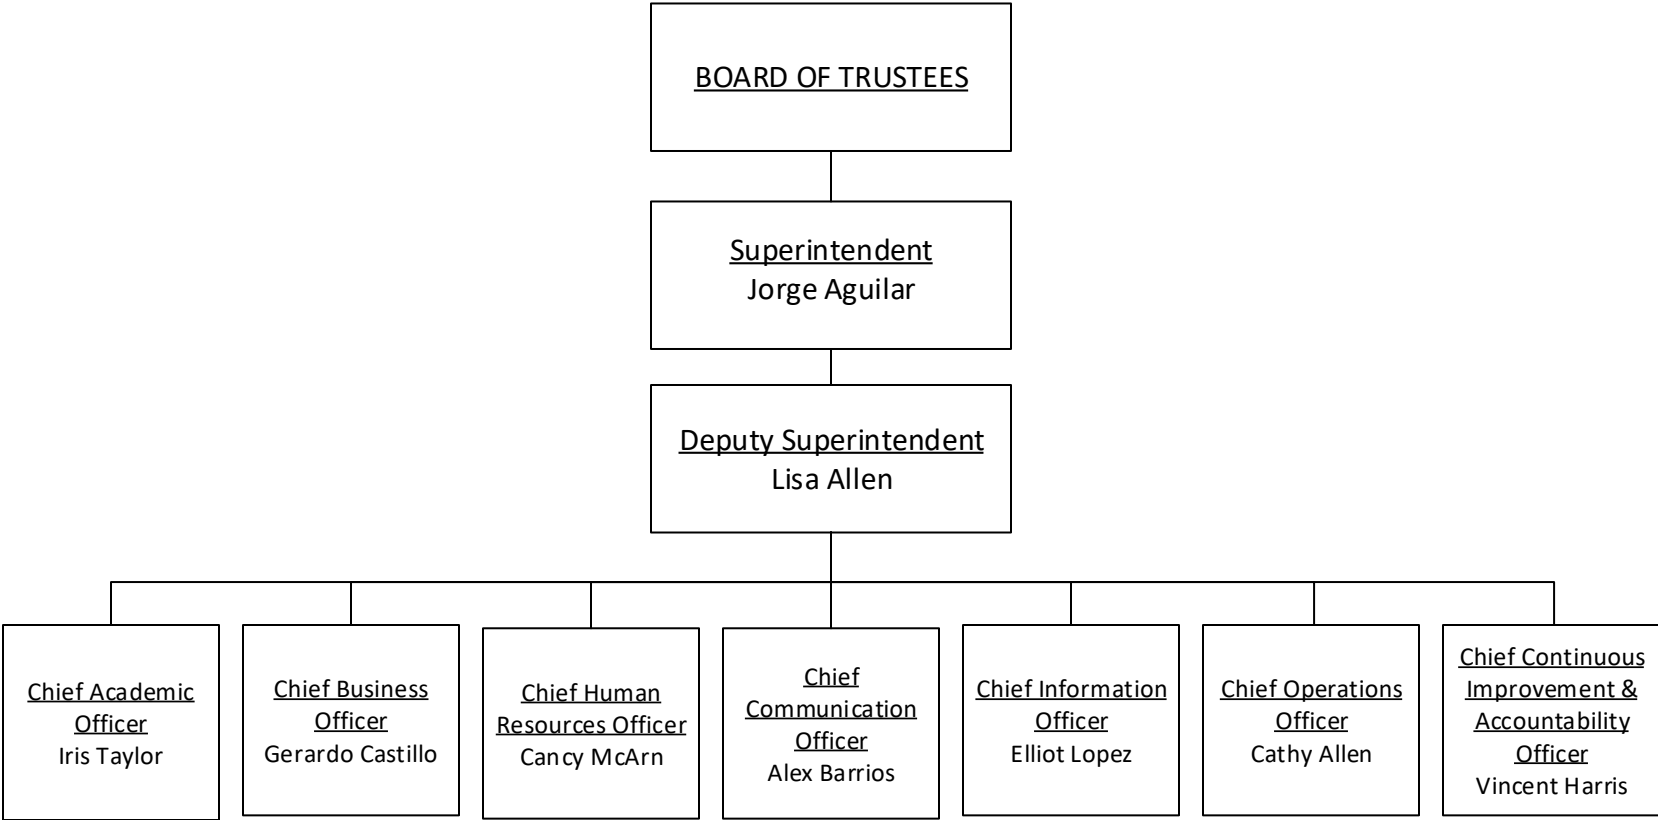 BOARD OF TRUSTEES
Superintendent
Jorge Aguilar
Deputy Superintendent
Lisa Allen
Chief Academic
Officer
Iris Taylor
Chief Business
Officer
Gerardo Castillo
Chief Human
Resources Officer
Cancy McArn
Chief
Communication
Officer
Alex Barrios
Chief Information
Officer
Elliot Lopez
Chief Operations
Officer
Cathy Allen
Chief Continuous
Improvement &
Accountability
Officer
Vincent Harris